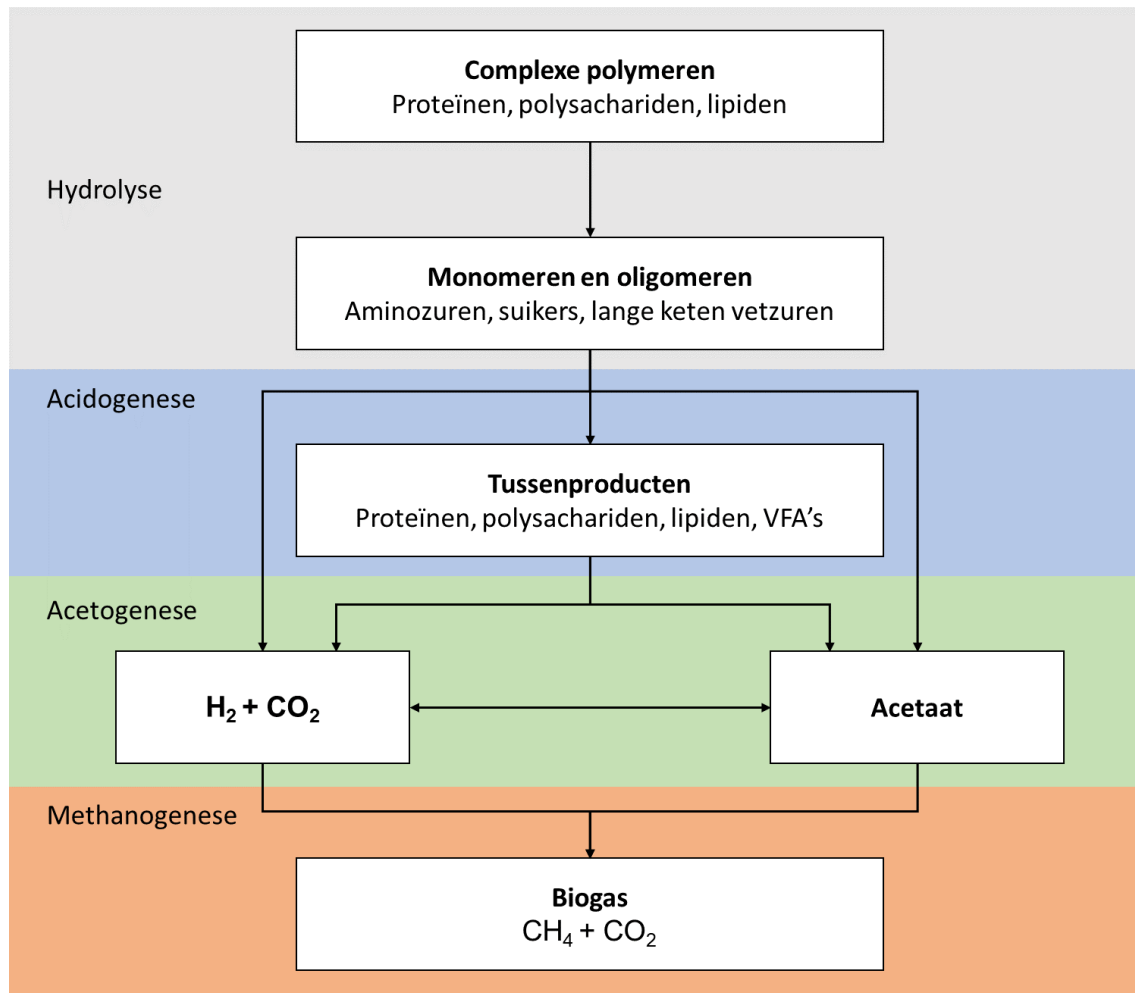 Complexe polymeren
Proteïnen, polysachariden, lipiden
Hydrolyse
Monomeren en oligomeren
Aminozuren, suikers, lange keten vetzuren
Acidogenese
Tussenproducten
Proteïnen, polysachariden, lipiden, VFA's
Acetogenese
H₂ + CO₂
Acetaat
Methanogenese
Biogas
CH₄ + CO₂